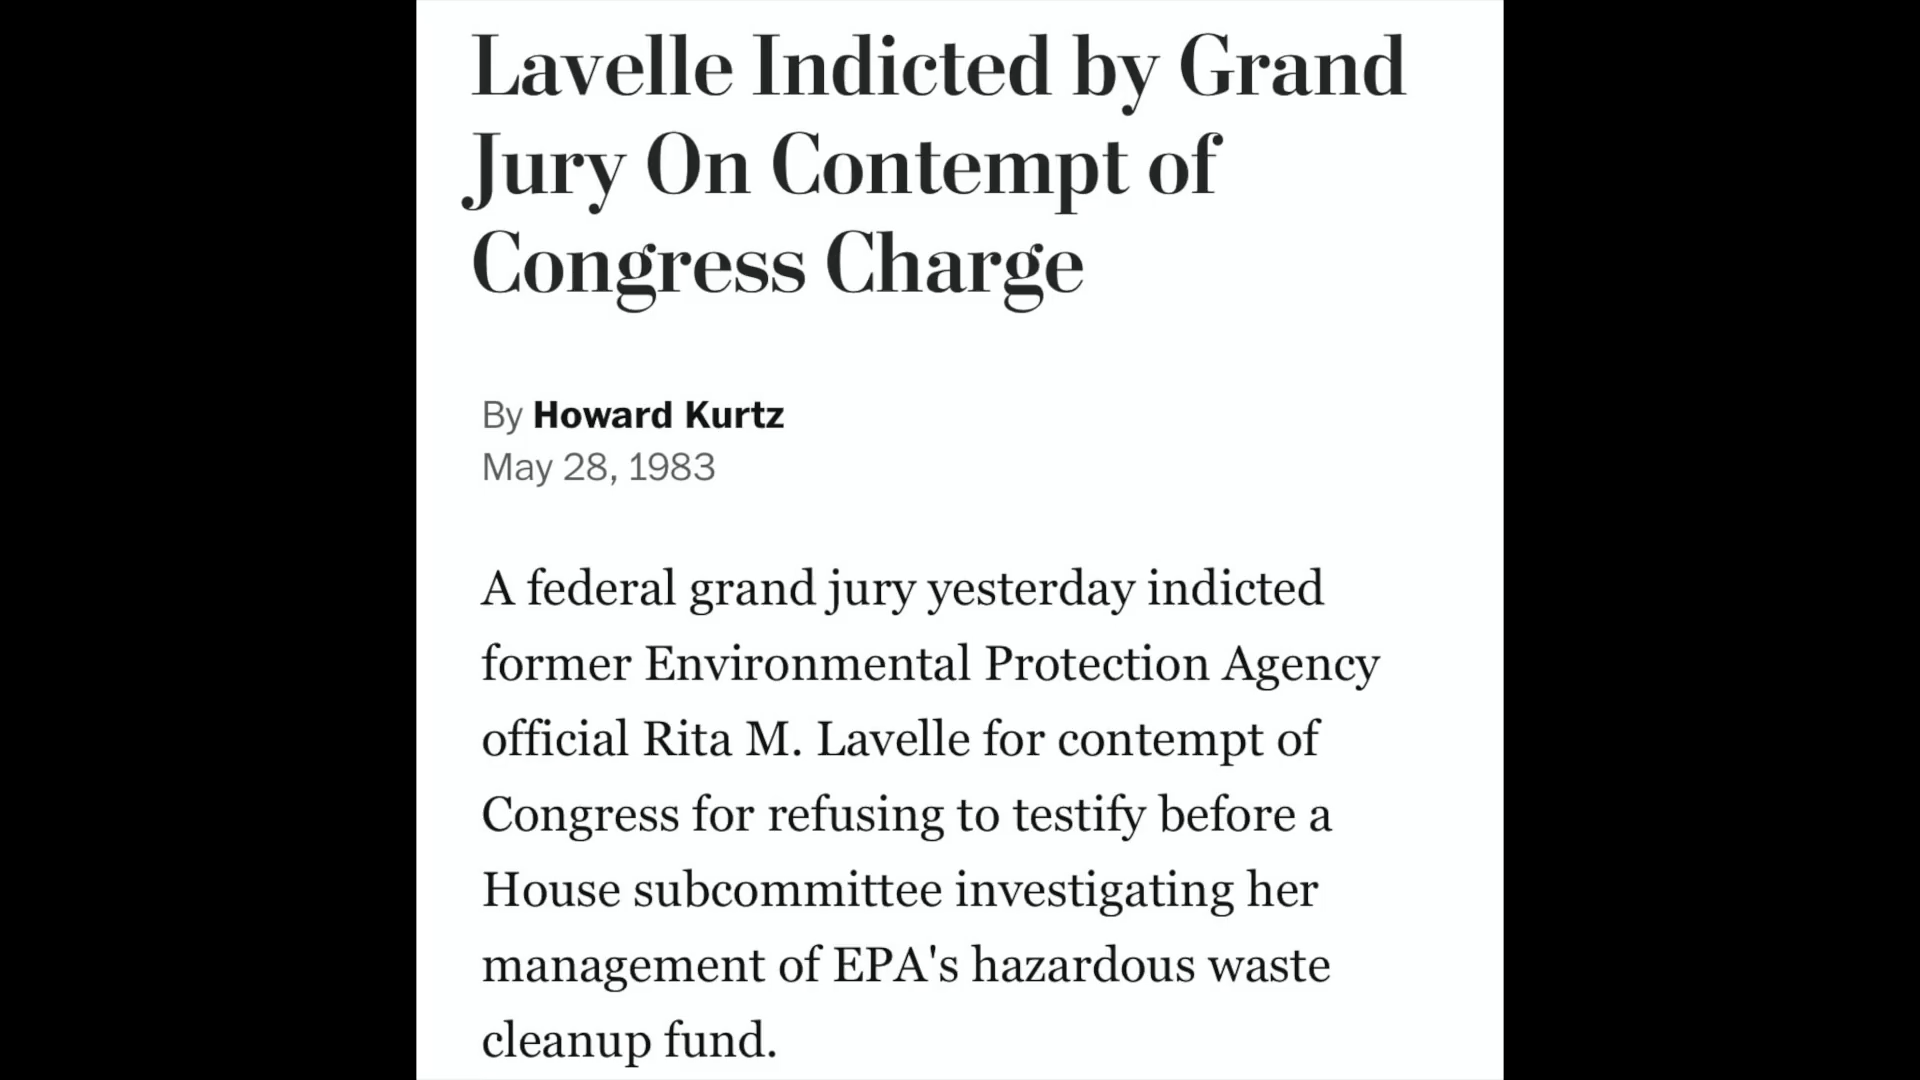 Lavelle Indicted by Grand
Jury On Contempt of
Congress Charge
By Howard Kurtz
May 28, 1983
A federal grand jury yesterday indicted
former Environmental Protection Agency
official Rita M. Lavelle for contempt of
Congress for refusing to testify before a
House subcommittee investigating her
management of EPA's hazardous waste
cleanup fund.